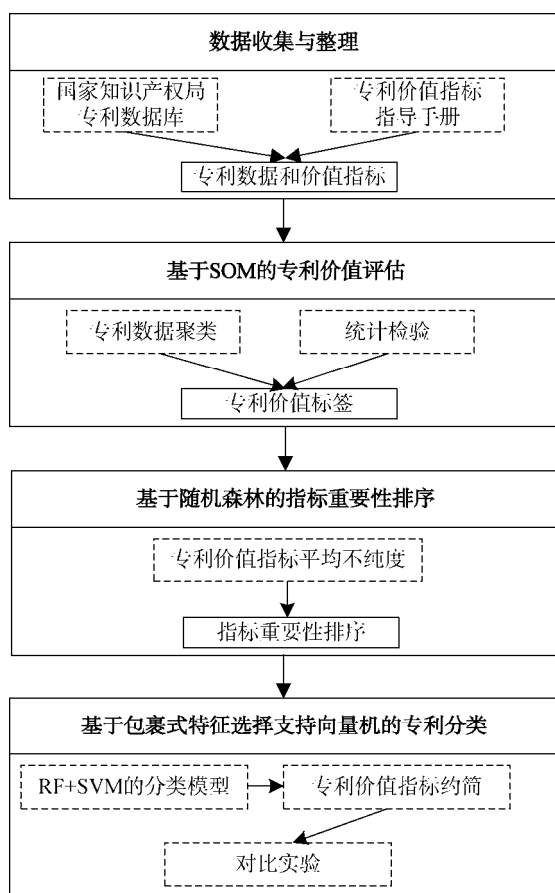 数据收集与整理
国家知识产权局
专利数据库
专利价值指标
指导手册
专利数据和价值指标
基于SOM的专利价值评估
专利数据聚类
统计检验
专利价值标签
基于随机森林的指标重要性排序
专利价值指标平均不纯度
指标重要性排序
基于包裹式特征选择支持向量机的专利分类
RF+SVM的分类模型
专利价值指标约简
对比实验